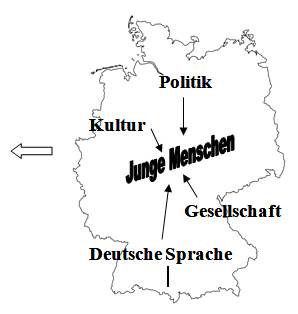 Politik
Kultur
Junge Menschen
Gesellschaft
Deutsche Sprache